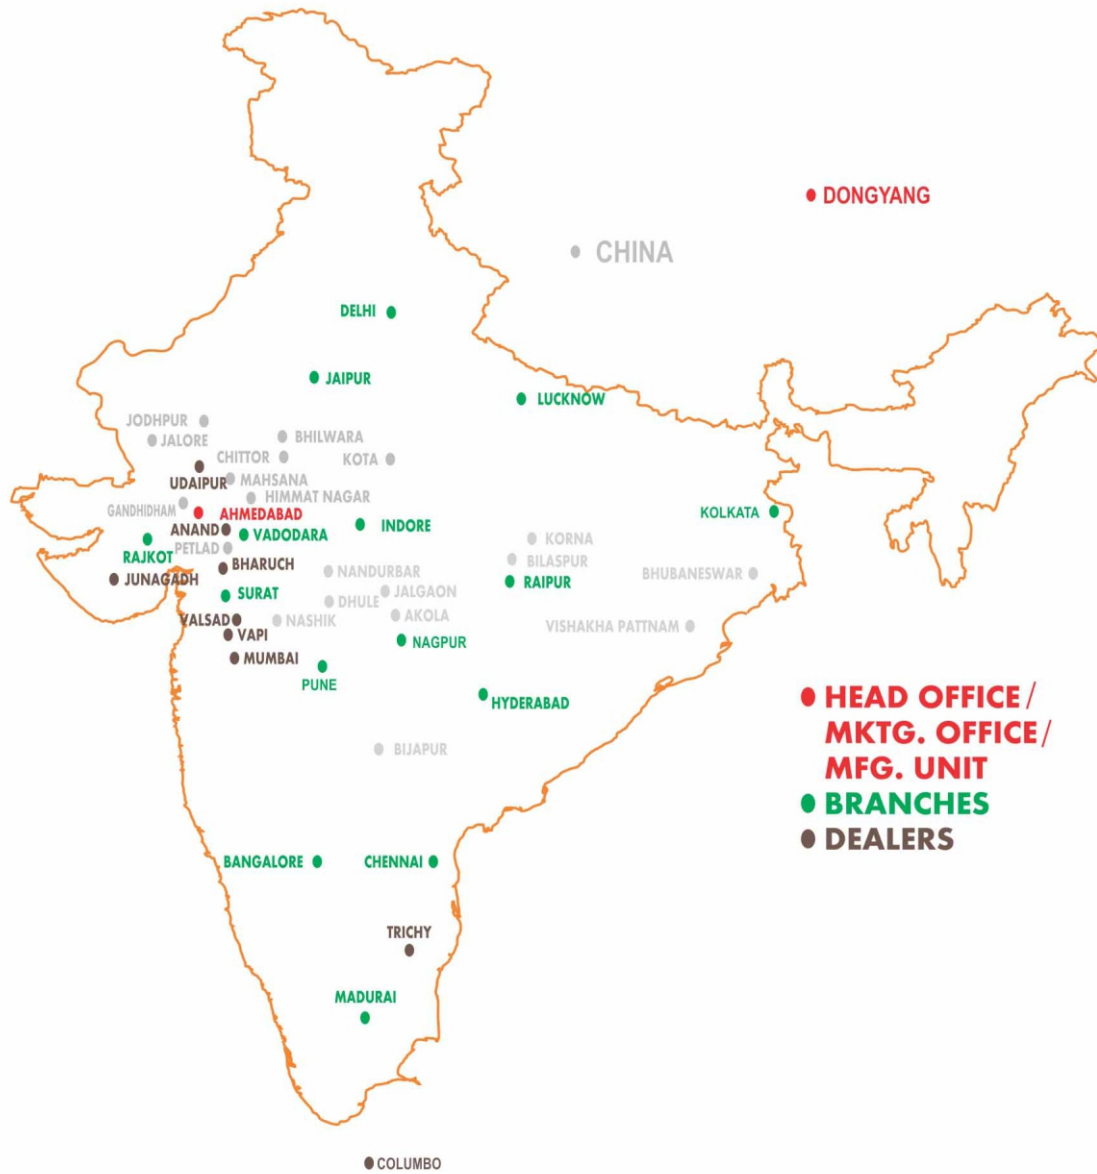 DONGYANG
CHINA
DELHI
JAIPUR
LUCKNOW
JODHPUR
JALORE
BHILWARA
CHITTOR
KOTA
UDAIPUR
MAHSANA
HIMMAT NAGAR
GANDHIDHAM
AHMEDABAD
KOLKATA
ANAND
VADODARA
INDORE
KORNA
RAJKOT
PETLAD
BILASPUR
BHARUCH
NANDURBAR
BHUBANESWAR
JUNAGADH
RAIPUR
SURAT
JALGAON
DHULE
VALSAD
NASHIK
AKOLA
VISHAKHA PATTNAM
VAPI
NAGPUR
MUMBAI
PUNE
HYDERABAD
HEAD OFFICE /
MKTG. OFFICE /
MFG. UNIT
BRANCHES
DEALERS
BIJAPUR
BANGALORE
CHENNAI
TRICHY
MADURAI
COLUMBO